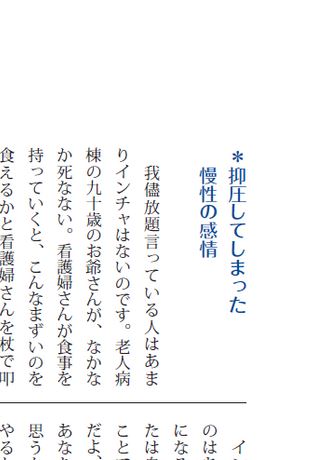 ＊抑圧してしまった
慢性の感情
我儘放題言っている人はあま
りインチャはないのです。老人病
棟の九十歳のお爺さんが、なかな
か死なない。看護婦さんが食事を
持っていくと、こんなまずいのを
食えるかと看護婦さんを杖で叩
イ
のは
になる
たは
ことで
だよ、
あなた
思う
やる